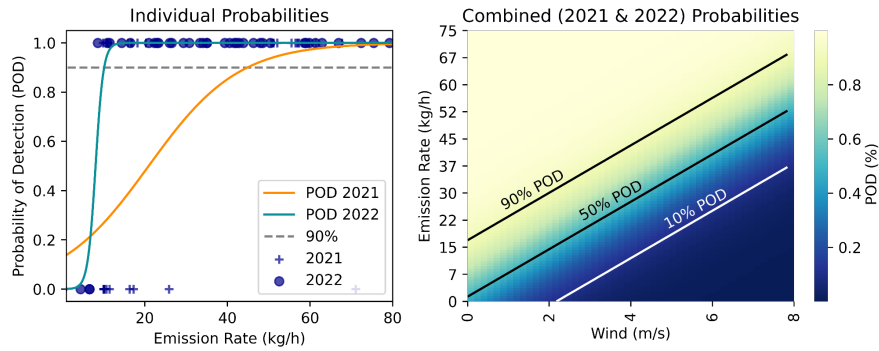 Individual Probabilities
Combined (2021 & 2022) Probabilities
Probability of Detection (POD)
1.0
0.8
0.6
0.4
0.2
0.0
POD 2021
POD 2022
90%
2021
2022
20
40
60
80
Emission Rate (kg/h)
Emission Rate (kg/h)
75
67
60
52
45
37
30
22
15
7
0
90% POD
50% POD
10% POD
0
2
4
6
8
Wind (m/s)
0.8
0.6
0.4
0.2
POD (%)